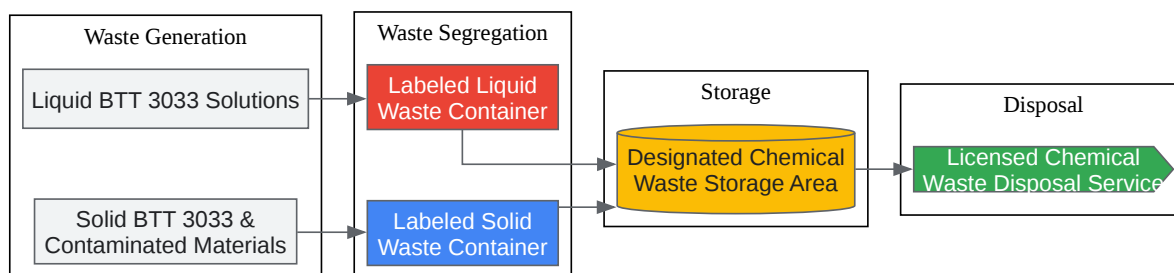 Waste Generation
Liquid BTT 3033 Solutions
Solid BTT 3033 &
Contaminated Materials
Waste Segregation
Labeled Liquid
Waste Container
Labeled Solid
Waste Container
Storage
Designated Chemical
Waste Storage Area
Disposal
Licensed Chemical
Waste Disposal Service